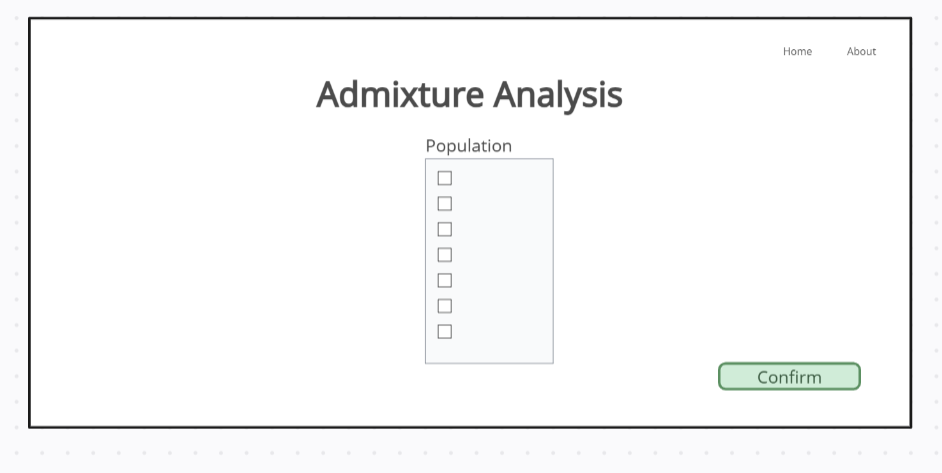 Home About
Admixture Analysis
Population
Confirm